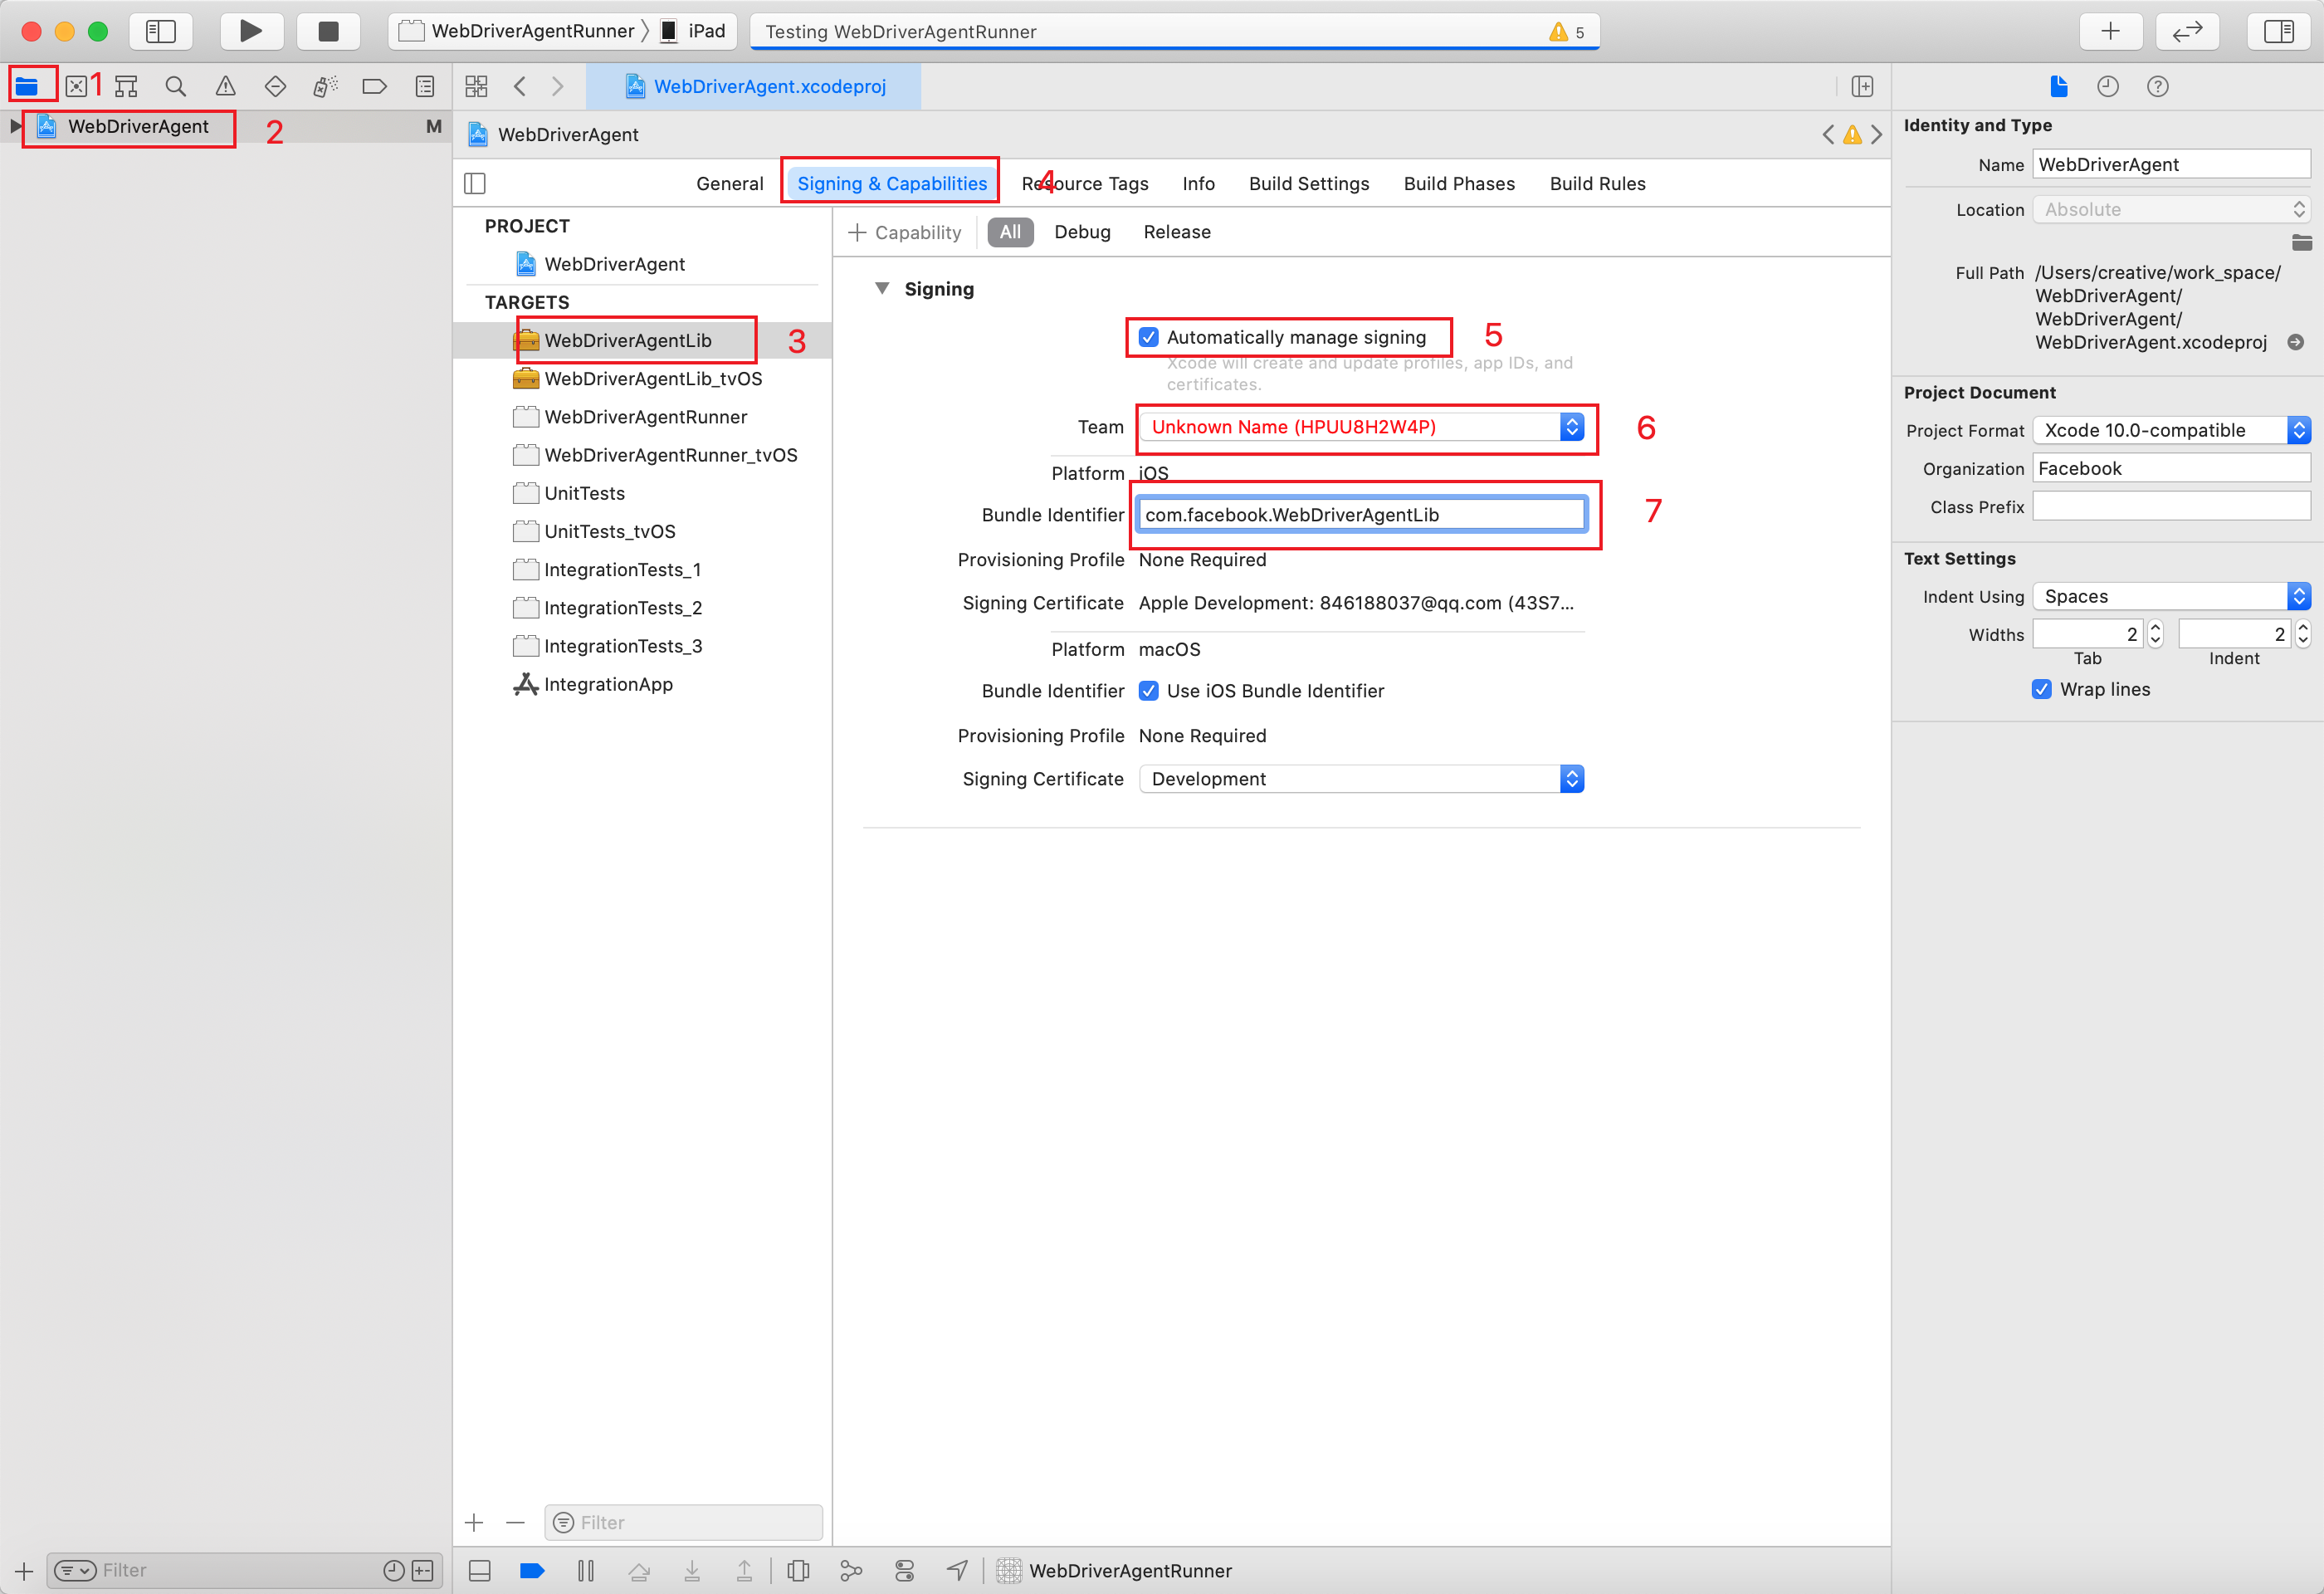 WebDriverAgentRunner
iPad
Testing WebDriverAgentRunner
5
1
WebDriverAgent.xcodeproj
WebDriverAgent
M
2
WebDriverAgent
General
Signing & Capabilities
4
Resource Tags
Info
Build Settings
Build Phases
Build Rules
PROJECT
WebDriverAgent
TARGETS
WebDriverAgentLib
3
WebDriverAgentLib_tvOS
WebDriverAgentRunner
WebDriverAgentRunner_tvOS
UnitTests
UnitTests_tvOS
IntegrationTests_1
IntegrationTests_2
IntegrationTests_3
IntegrationApp
Filter
Capability
All
Debug
Release
Signing
Automatically manage signing
5
Xcode will create and update profiles, app IDs, and
certificates.
Team Unknown Name (HPUU8H2W4P)
6
Platform iOS
Bundle Identifier com.facebook.WebDriverAgentLib
7
Provisioning Profile None Required
Signing Certificate Apple Development: 846188037@qq.com (43S7...
Platform macOS
Bundle Identifier Use iOS Bundle Identifier
Provisioning Profile None Required
Signing Certificate Development
Identity and Type
Name WebDriverAgent
Location Absolute
Full Path /Users/creative/work_space/
WebDriverAgent/
WebDriverAgent/
WebDriverAgent.xcodeproj
Project Document
Project Format Xcode 10.0-compatible
Organization Facebook
Class Prefix
Text Settings
Indent Using Spaces
Widths 2 2
Tab Indent
Wrap lines
Filter
WebDriverAgentRunner